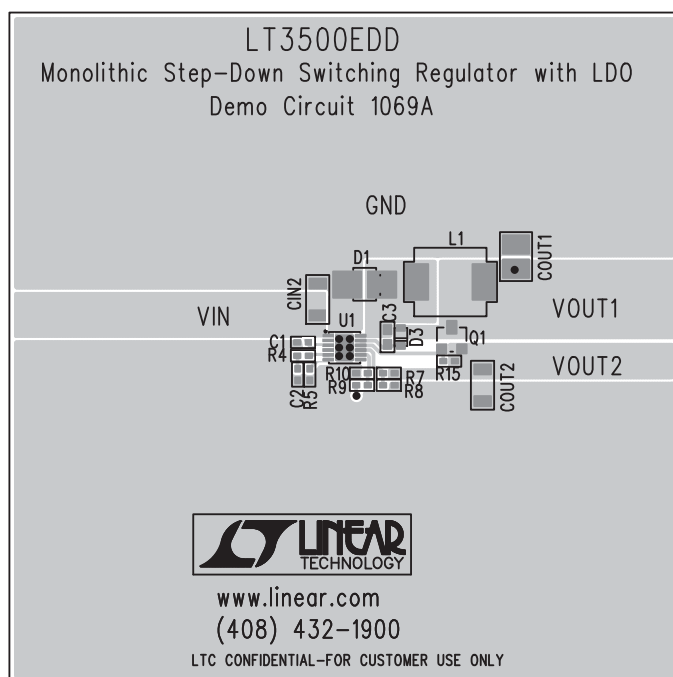 LT3500EDD
Monolithic Step-Down Switching Regulator with LDO
Demo Circuit 1069A
GND
L1
COUT1
D1
CIN2
VIN
U1
C3
D3
Q1
VOUT1
C1
R4
VOUT2
R10
R7
R15
R9
R8
C2
R5
COUT2
LT LINEAR
TECHNOLOGY
www.linear.com
(408) 432-1900
LTC CONFIDENTIAL-FOR CUSTOMER USE ONLY